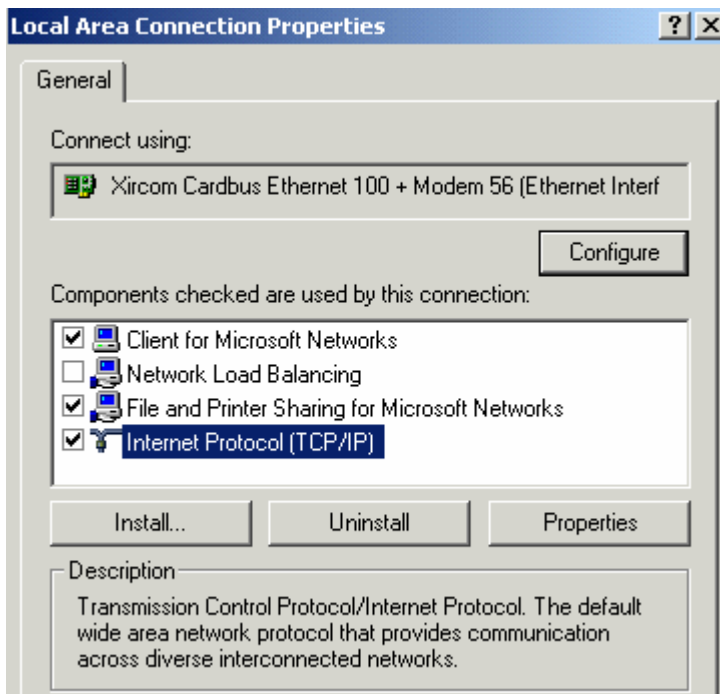 Local Area Connection Properties
General
Connect using:
Xircom Cardbus Ethernet 100 + Modem 56 (Ethernet Interf
Configure
Components checked are used by this connection:
Client for Microsoft Networks
Network Load Balancing
File and Printer Sharing for Microsoft Networks
Internet Protocol (TCP/IP)
Install... Uninstall Properties
Description
Transmission Control Protocol/Internet Protocol. The default
wide area network protocol that provides communication
across diverse interconnected networks.